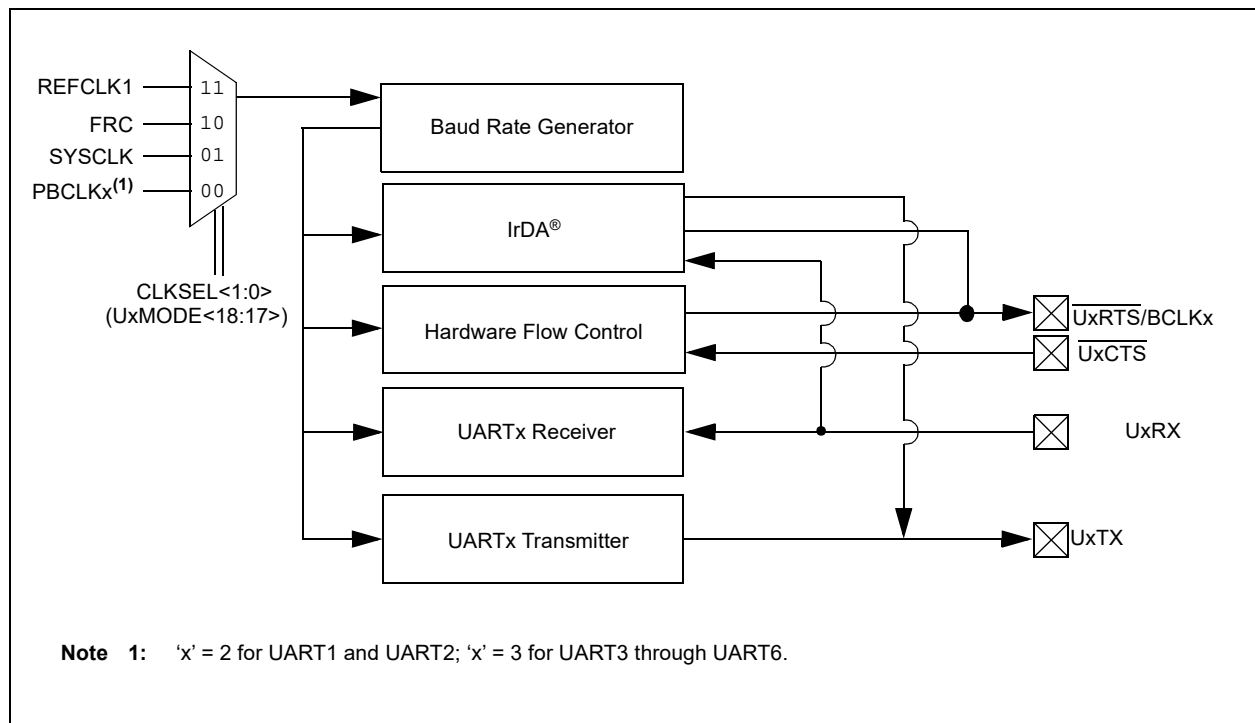 REFCLK1
11
FRC
10
SYSCLK
01
PBCLKx(1)
00
CLKSEL<1:0>
(UxMODE<18:17>)
Baud Rate Generator
IrDA®
Hardware Flow Control
UARTx Receiver
UARTx Transmitter
UxRTS/BCLKx
UxCTS
UxRX
UxTX
Note 1: ‘x’ = 2 for UART1 and UART2; ‘x’ = 3 for UART3 through UART6.